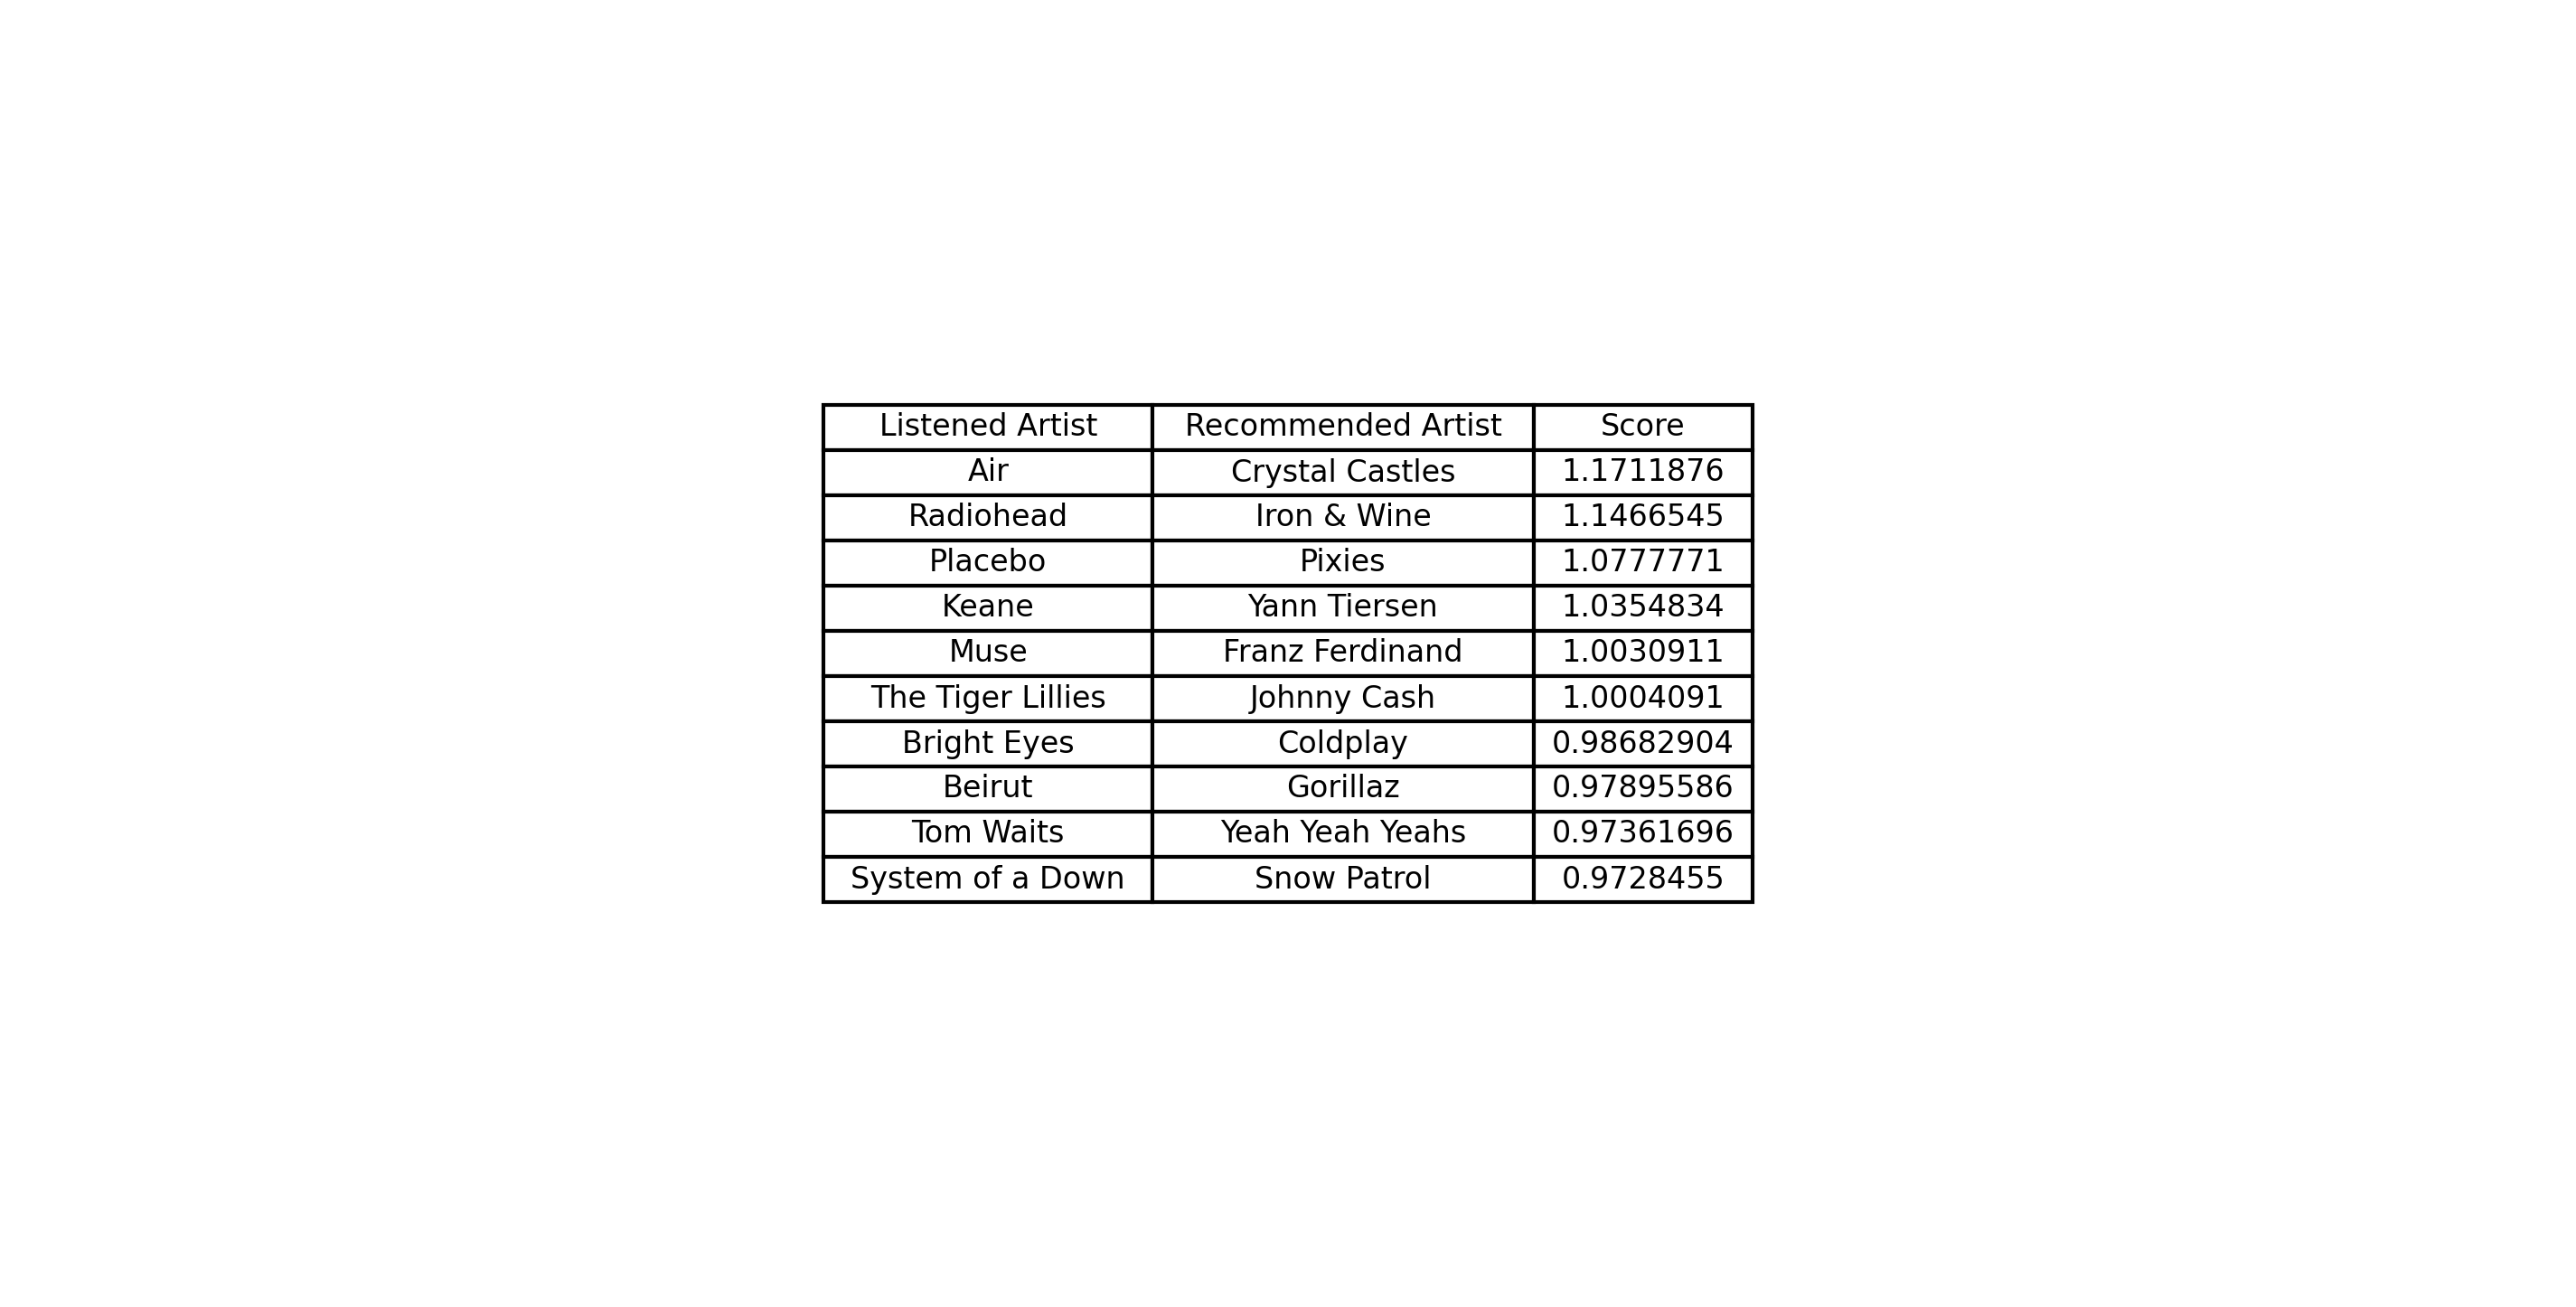 Listened Artist Recommended Artist Score
Air Crystal Castles 1.1711876
Radiohead Iron & Wine 1.1466545
Placebo Pixies 1.0777771
Keane Yann Tiersen 1.0354834
Muse Franz Ferdinand 1.0030911
The Tiger Lillies Johnny Cash 1.0004091
Bright Eyes Coldplay 0.98682904
Beirut Gorillaz 0.97895586
Tom Waits Yeah Yeah Yeahs 0.97361696
System of a Down Snow Patrol 0.9728455